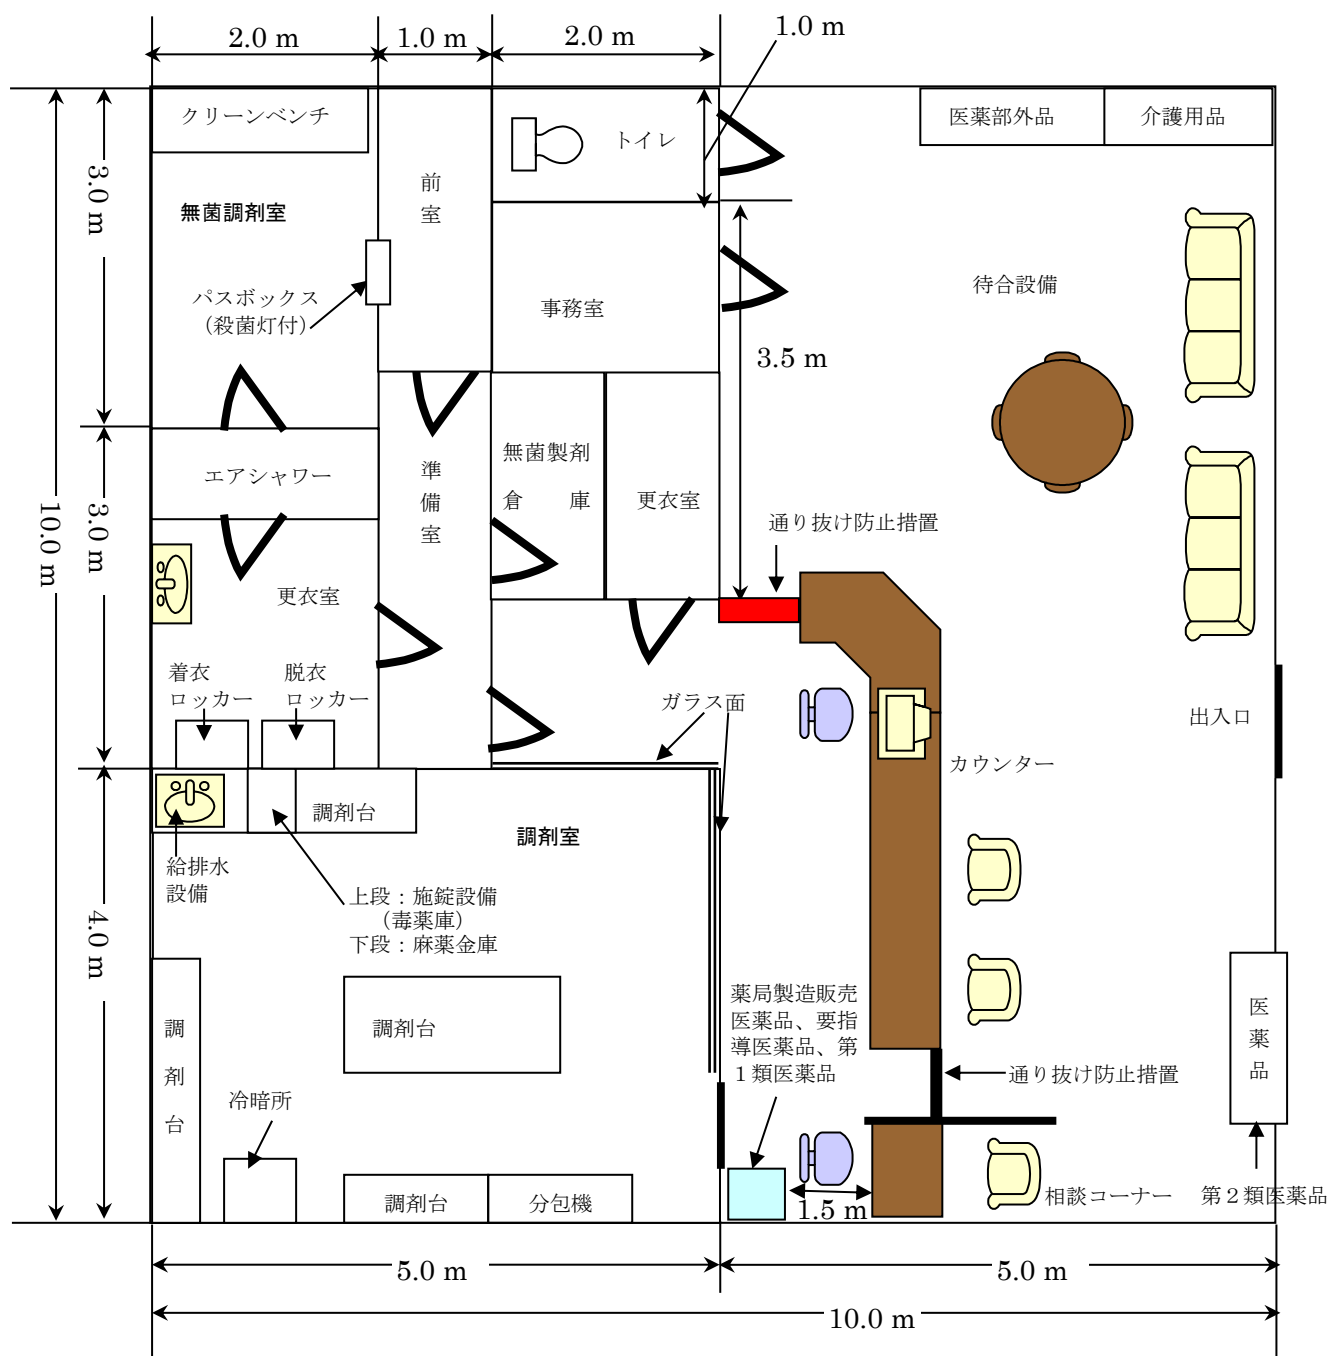 2.0 m
1.0 m
2.0 m
1.0 m
クリーンベンチ
トイレ
医薬部外品
介護用品
3.0 m
前
室
無菌調剤室
パスボックス
（殺菌灯付）
事務室
待合設備
3.5 m
10.0 m
3.0 m
エアシャワー
準
備
室
無菌製剤
倉　庫
更衣室
通り抜け防止措置
更衣室
着衣
ロッカー
脱衣
ロッカー
ガラス面
出入口
カウンター
調剤台
調剤室
給排水
設備
上段：施錠設備
（毒薬庫）
下段：麻薬金庫
4.0 m
調
剤
台
調剤台
冷暗所
調剤台
分包機
薬局製造販売
医薬品、要指
導医薬品、第
１類医薬品
通り抜け防止措置
医
薬
品
相談コーナー
第２類医薬品
1.5 m
5.0 m
5.0 m
10.0 m